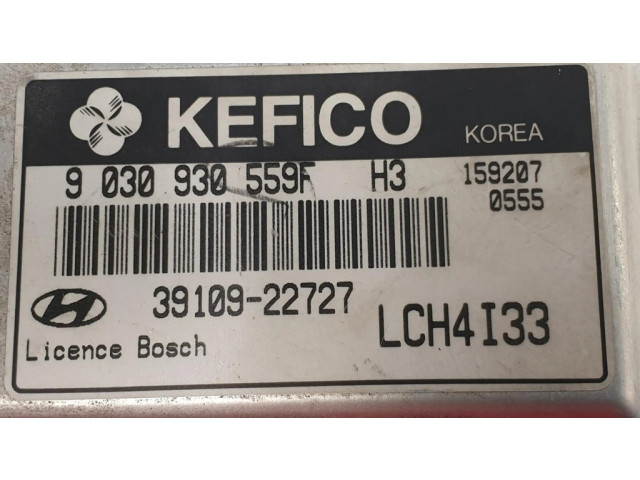 KEFICO KOREA
9 030 930 559F H3 159207
0555
39109-22727
LCH4I33
Licence Bosch